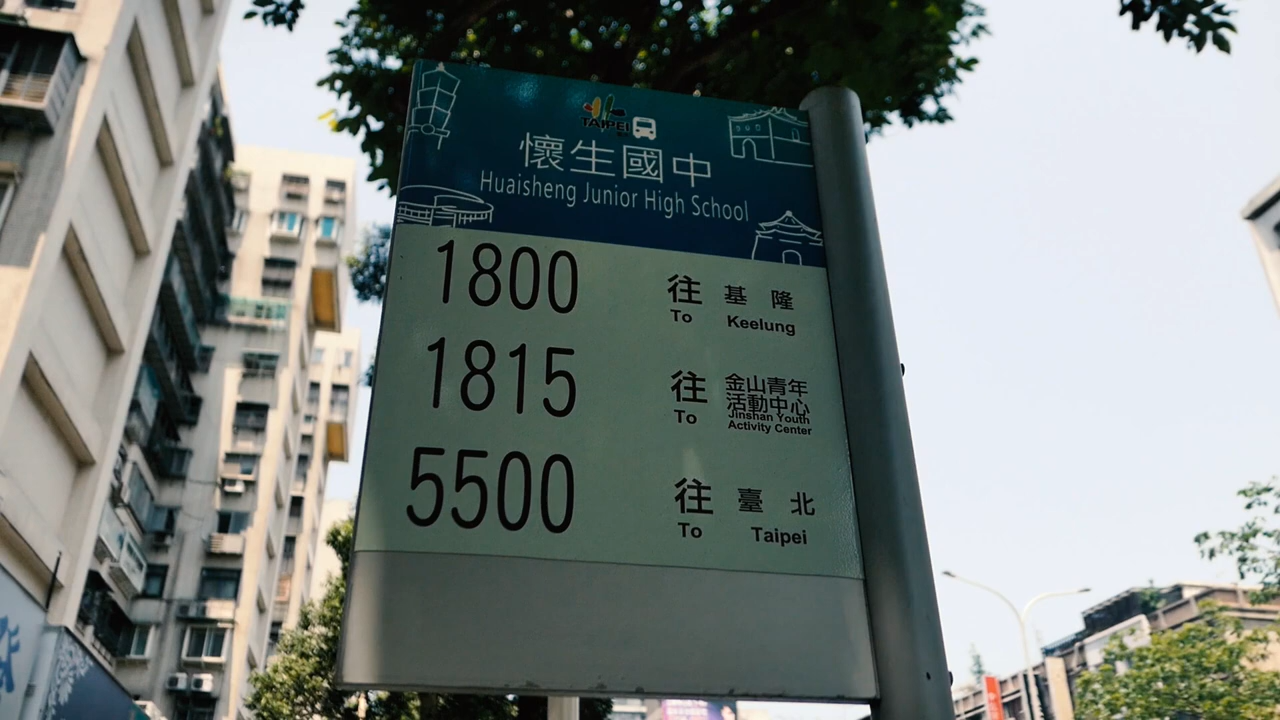 TAIPEI
懷生國中
Huaisheng Junior High School
1800 往 基隆
To Keelung
1815 往 金山青年
活動中心
To Jinshan Youth
Activity Center
5500 往 臺北
To Taipei